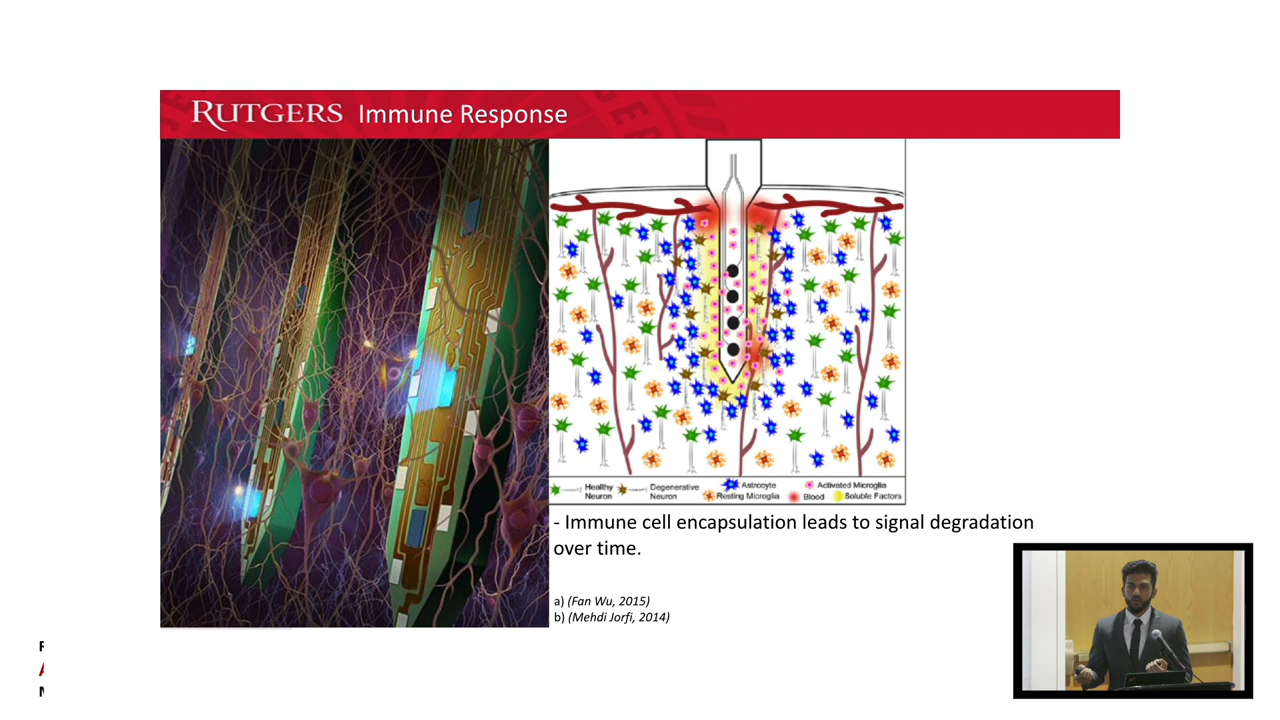 RUTGERS Immune Response
Healthy Neuron
Degenerative Neuron
Astrocyte
Resting Microglia
Activated Microglia
Blood
Soluble Factors
- Immune cell encapsulation leads to signal degradation
over time.
a) (Fan Wu, 2015)
b) (Mehdi Jorfi, 2014)